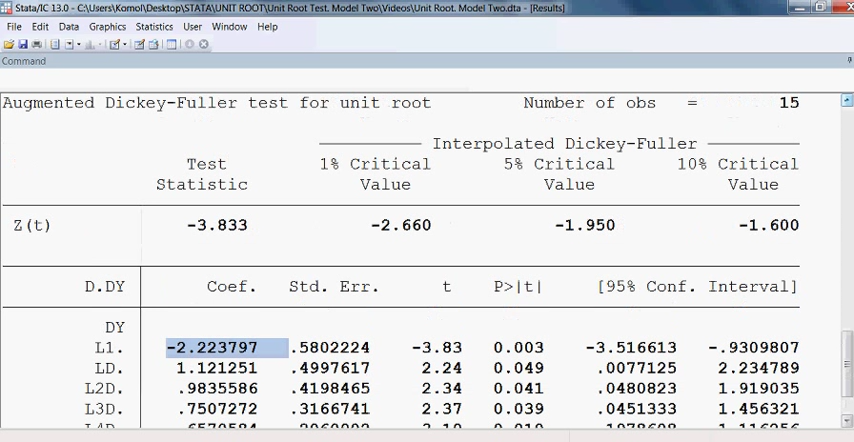 Stata/IC 13.0 - C:\Users\Komol\Desktop\STATA\UNIT ROOT\Unit Root Test. Model Two\Videos\Unit Root. Model Two.dta - [Results]
File Edit Data Graphics Statistics User Window Help
Command
Augmented Dickey-Fuller test for unit root Number of obs = 15
Interpolated Dickey-Fuller
Test 1% Critical 5% Critical 10% Critical
Statistic Value Value Value
Z(t) -3.833 -2.660 -1.950 -1.600
D.DY Coef. Std. Err. t P>|t| [95% Conf. Interval]
DY
L1. -2.223797 .5802224 -3.83 0.003 -3.516613 -.9309807
LD. 1.121251 .4997617 2.24 0.049 .0077125 2.234789
L2D. .9835586 .4198465 2.34 0.041 .0480823 1.919035
L3D. .7507272 .3166741 2.37 0.039 .0451333 1.456321